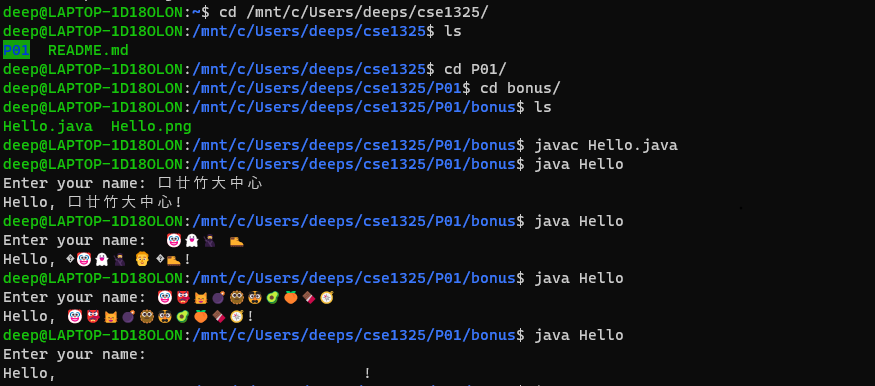 deep@LAPTOP-1D18OLON:~$ cd /mnt/c/Users/deeps/cse1325/
deep@LAPTOP-1D18OLON:/mnt/c/Users/deeps/cse1325$ ls
P01  README.md
deep@LAPTOP-1D18OLON:/mnt/c/Users/deeps/cse1325$ cd P01/
deep@LAPTOP-1D18OLON:/mnt/c/Users/deeps/cse1325/P01$ cd bonus/
deep@LAPTOP-1D18OLON:/mnt/c/Users/deeps/cse1325/P01/bonus$ ls
Hello.java  Hello.png
deep@LAPTOP-1D18OLON:/mnt/c/Users/deeps/cse1325/P01/bonus$ javac Hello.java
deep@LAPTOP-1D18OLON:/mnt/c/Users/deeps/cse1325/P01/bonus$ java Hello
Enter your name: 口廿竹大中心
Hello, 口廿竹大中心!
deep@LAPTOP-1D18OLON:/mnt/c/Users/deeps/cse1325/P01/bonus$ java Hello
Enter your name: 🤡👻🥷 👟
Hello, �🤡👻🥷 👴 �👟!
deep@LAPTOP-1D18OLON:/mnt/c/Users/deeps/cse1325/P01/bonus$ java Hello
Enter your name: 🤡👹😸💣🦉🐯🥑🍑🍫🧭
Hello, 🤡👹😸💣🦉🐯🥑🍑🍫🧭!
deep@LAPTOP-1D18OLON:/mnt/c/Users/deeps/cse1325/P01/bonus$ java Hello
Enter your name:
Hello, !